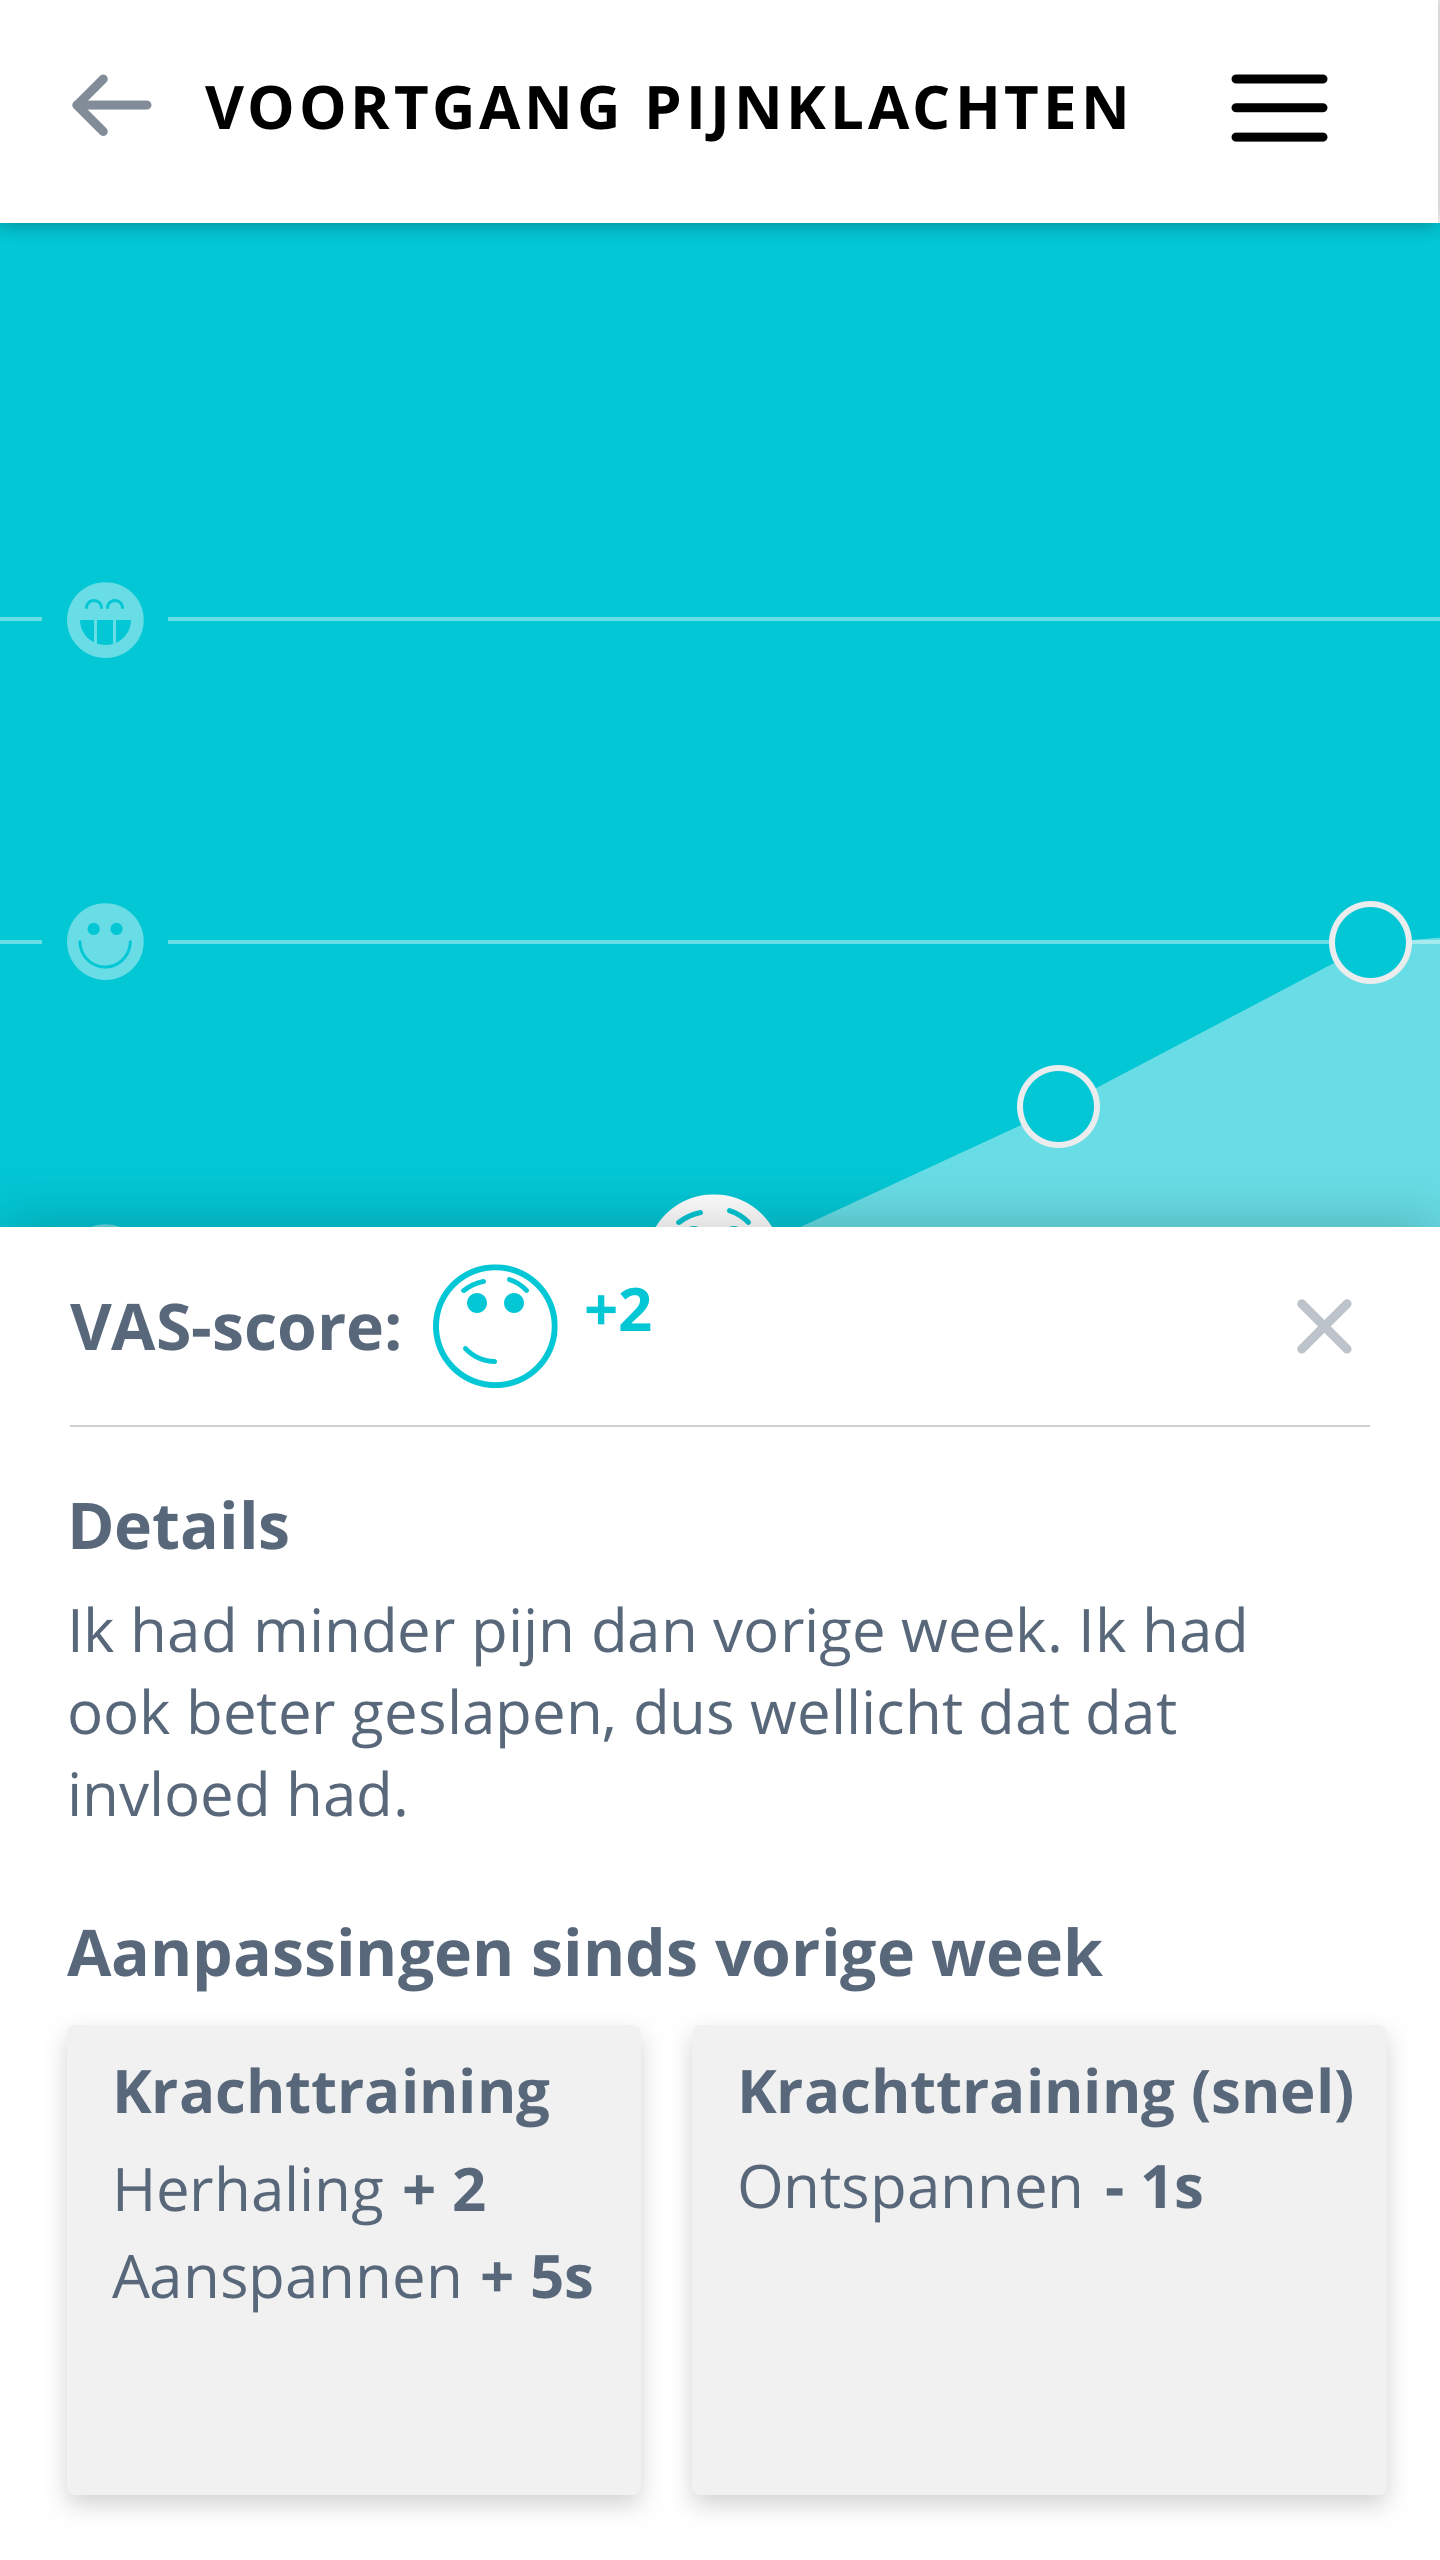 VOORTGANG PIJNKLACHTEN
VAS-score: +2
Details
Ik had minder pijn dan vorige week. Ik had
ook beter geslapen, dus wellicht dat dat
invloed had.
Aanpassingen sinds vorige week
Krachttraining
Herhaling + 2
Aanspannen + 5s
Krachttraining (snel)
Ontspannen - 1s